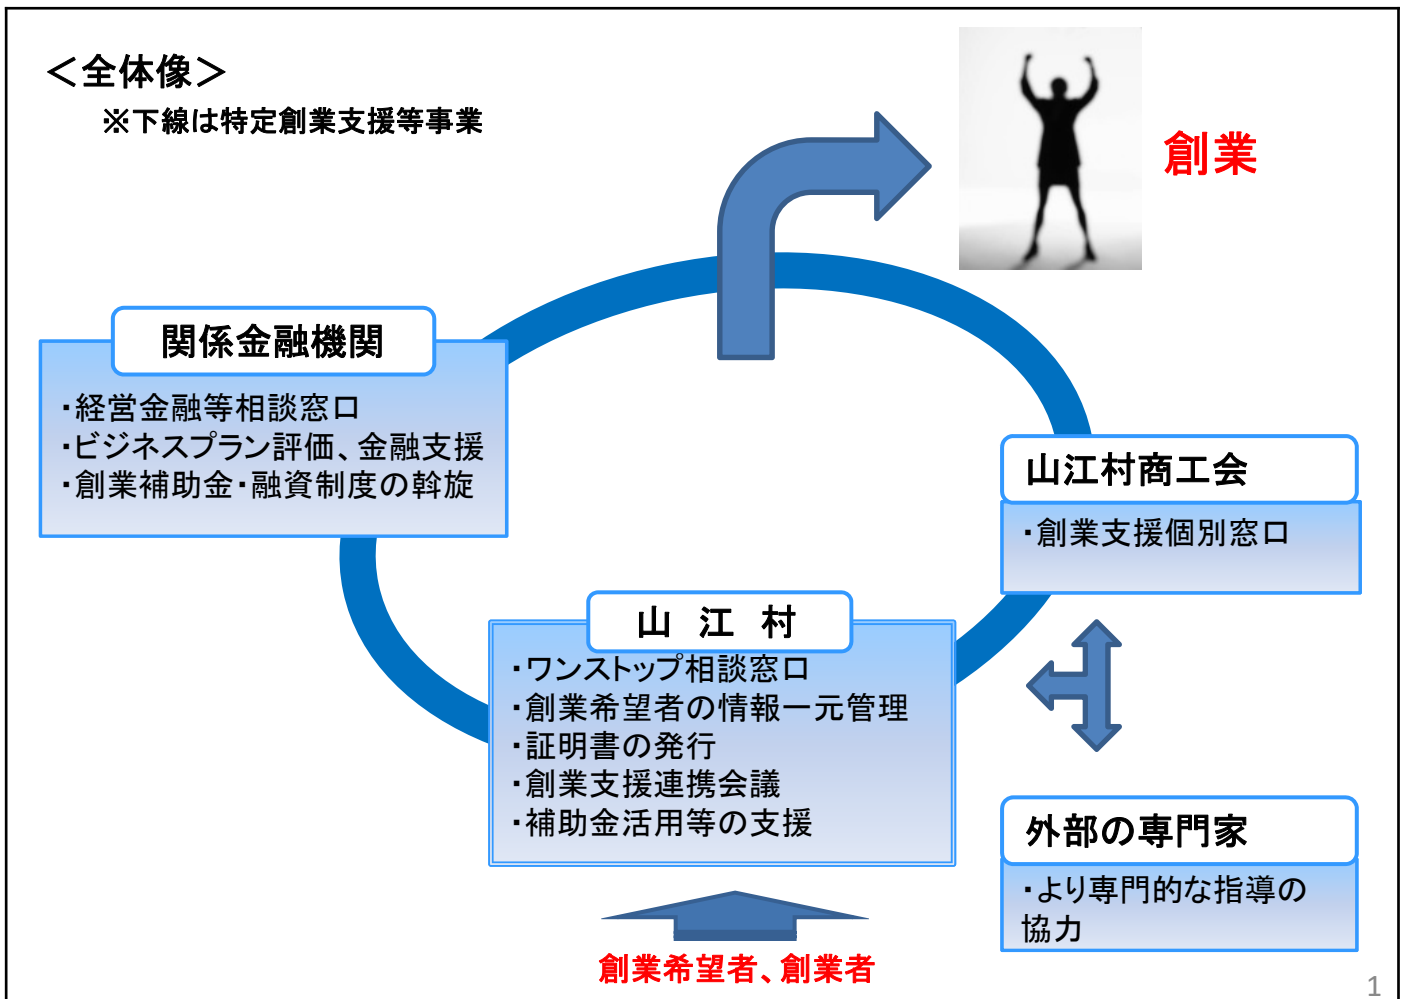 ＜全体像＞
※下線は特定創業支援等事業
創業
関係金融機関
・経営金融等相談窓口
・ビジネスプラン評価、金融支援
・創業補助金・融資制度の斡旋
山江村商工会
・創業支援個別窓口
山　江　村
・ワンストップ相談窓口
・創業希望者の情報一元管理
・証明書の発行
・創業支援連携会議
・補助金活用等の支援
外部の専門家
・より専門的な指導の
協力
創業希望者、創業者
1